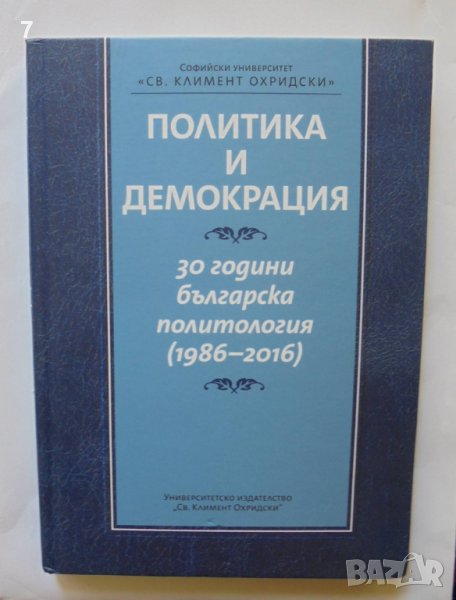 7
Софийски университет
«Св. Климент Охридски»
ПОЛИТИКА
И
ДЕМОКРАЦИЯ
30 години
българска
политология
(1986–2016)
Университетско издателство
„Св. Климент Охридски“
BAZAR